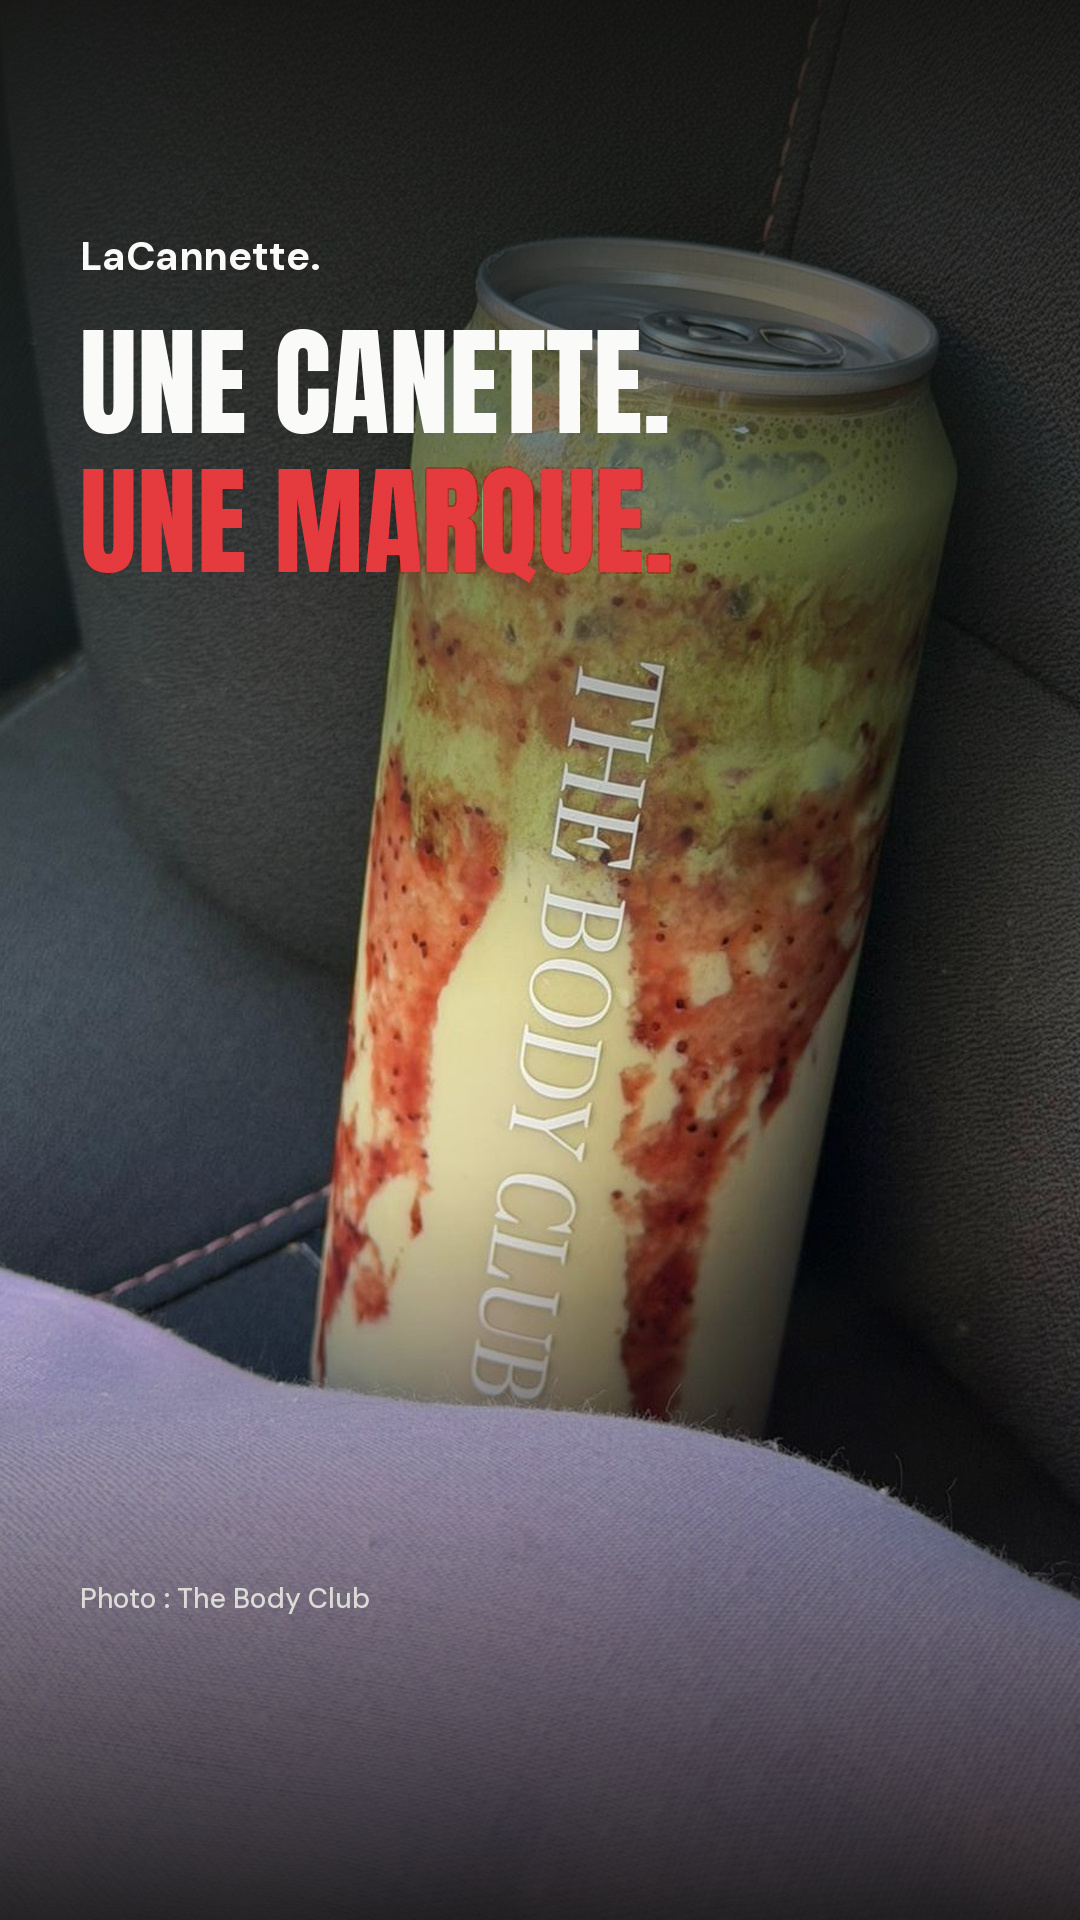 LaCannette.
UNE CANETTE.
UNE MARQUE.
THE BODY CLUB
Photo : The Body Club